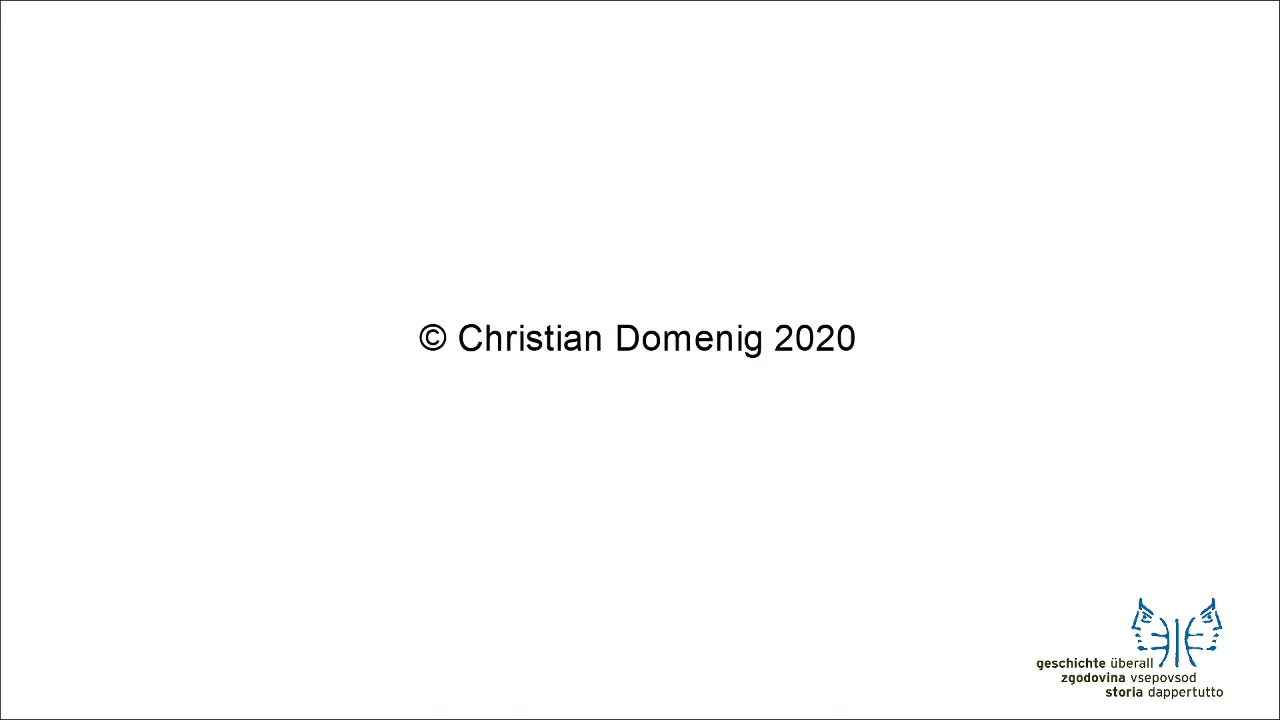 © Christian Domenig 2020
geschichte überall
zgodovina vsepovsod
storia dappertutto